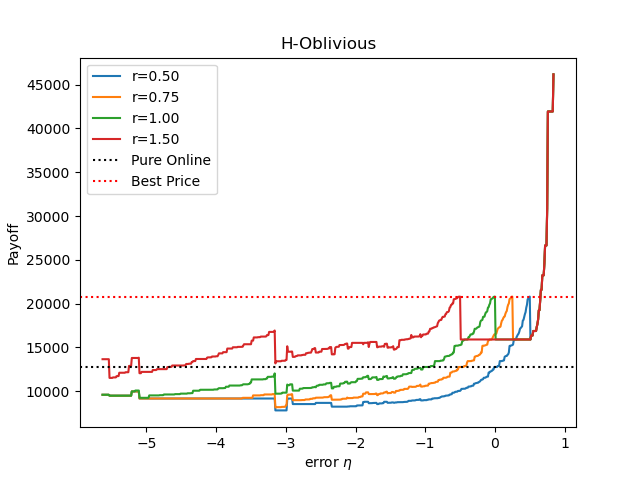 H-Oblivious
r=0.50
r=0.75
r=1.00
r=1.50
Pure Online
Best Price
Payoff
45000
40000
35000
30000
25000
20000
15000
10000
−5
−4
−3
−2
−1
0
1
error η